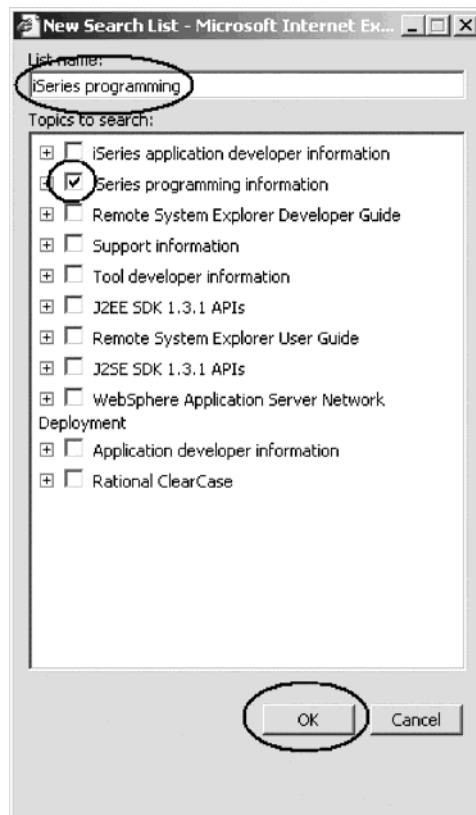 New Search List - Microsoft Internet Ex...
List name:
iSeries programming
Topics to search:
iSeries application developer information
iSeries programming information
Remote System Explorer Developer Guide
Support information
Tool developer information
J2EE SDK 1.3.1 APIs
Remote System Explorer User Guide
J2SE SDK 1.3.1 APIs
WebSphere Application Server Network
Deployment
Application developer information
Rational ClearCase
OK Cancel